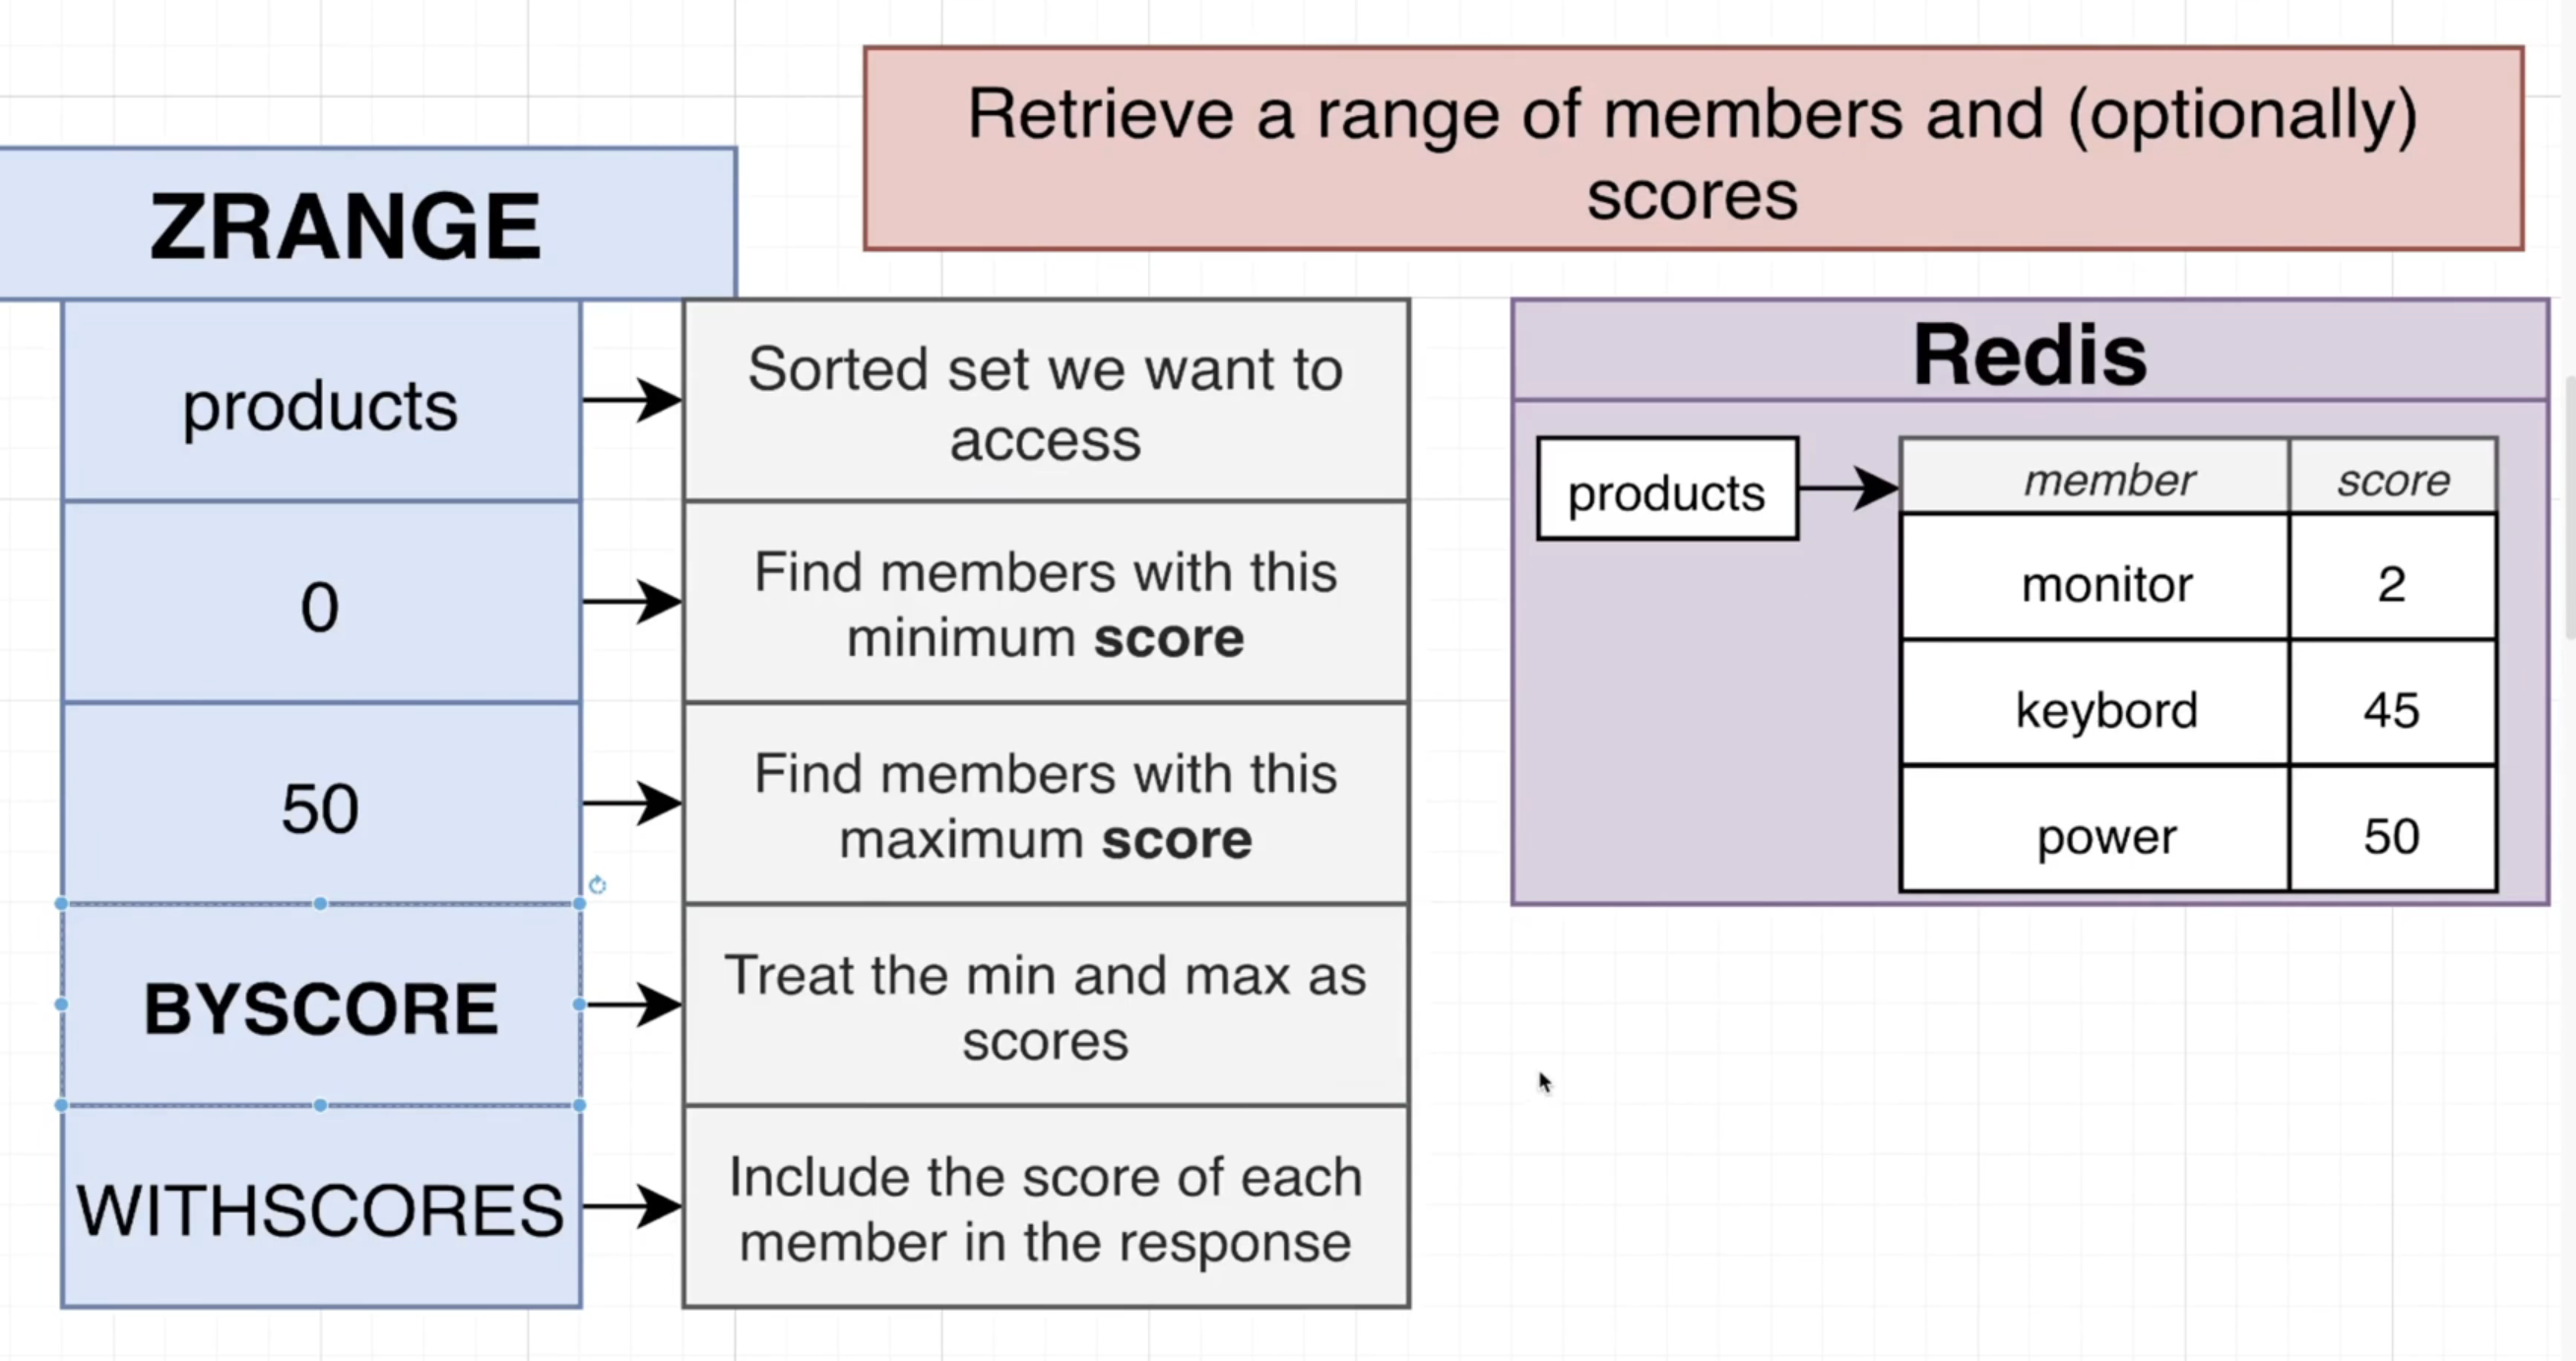 Retrieve a range of members and (optionally)
scores
ZRANGE
products
Sorted set we want to
access
0
Find members with this
minimum score
50
Find members with this
maximum score
BYSCORE
Treat the min and max as
scores
WITHSCORES
Include the score of each
member in the response
Redis
products
member score
monitor 2
keybord 45
power 50